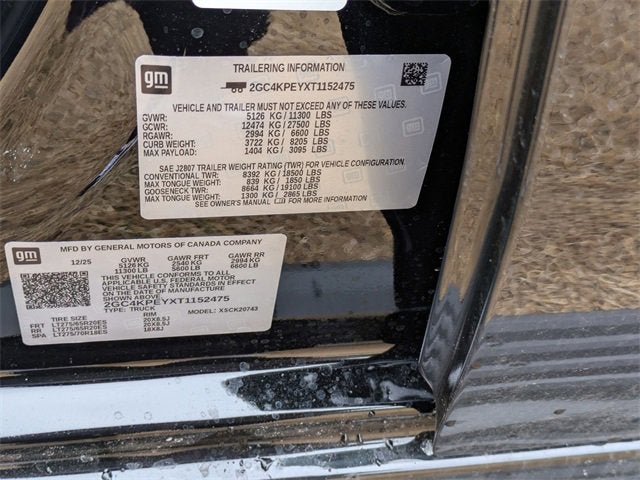 gm
TRAILERING INFORMATION
2GC4KPEYXT1152475
VEHICLE AND TRAILER MUST NOT EXCEED ANY OF THESE VALUES.
GVWR: 5126 KG / 11300 LBS
GCWR: 12474 KG / 27500 LBS
RGAWR: 2994 KG / 6600 LBS
CURB WEIGHT: 3722 KG / 8205 LBS
MAX PAYLOAD: 1404 KG / 3095 LBS
SAE J2807 TRAILER WEIGHT RATING (TWR) FOR VEHICLE CONFIGURATION
CONVENTIONAL TWR: 8392 KG / 18500 LBS
MAX TONGUE WEIGHT: 839 KG / 1850 LBS
GOOSENECK TWR: 8664 KG / 19100 LBS
MAX TONGUE WEIGHT: 1300 KG / 2865 LBS
SEE OWNER'S MANUAL FOR MORE INFORMATION
gm
MFD BY GENERAL MOTORS OF CANADA COMPANY
12/25 GVWR GAWR FRT GAWR RR
5126 KG 2540 KG 2994 KG
11300 LB 5600 LB 6600 LB
THIS VEHICLE CONFORMS TO ALL
APPLICABLE U.S. FEDERAL MOTOR
VEHICLE SAFETY STANDARDS IN EFFECT
ON THE DATE OF MANUFACTURE
SHOWN ABOVE.
2GC4KPEYXT1152475
TYPE: TRUCK MODEL: X5CK20743
TIRE SIZE RIM
FRT LT275/65R20ES 20X8.5J
RR LT275/65R20ES 20X8.5J
SPA LT275/70R18ES 18X8J